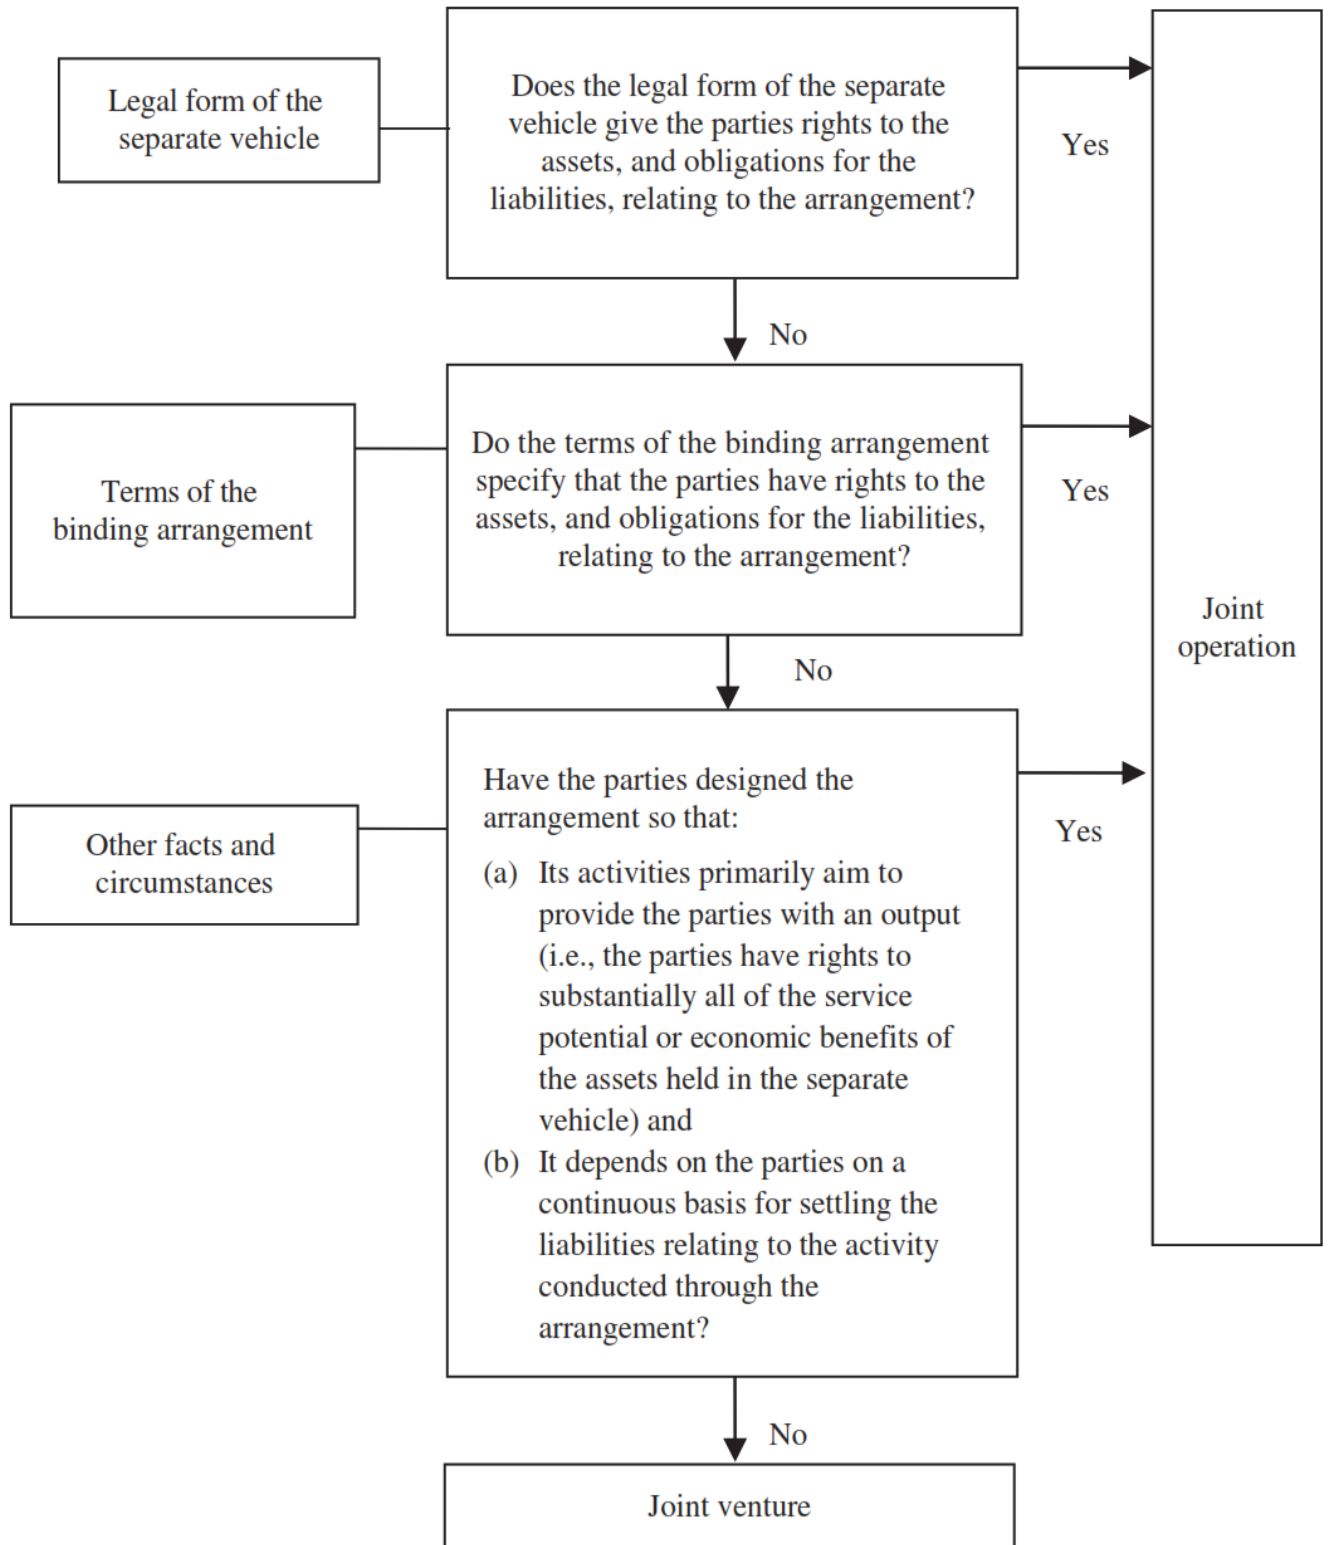 Legal form of the
separate vehicle
Does the legal form of the separate
vehicle give the parties rights to the
assets, and obligations for the
liabilities, relating to the arrangement?
Yes
No
Terms of the
binding arrangement
Do the terms of the binding arrangement
specify that the parties have rights to the
assets, and obligations for the liabilities,
relating to the arrangement?
Yes
Joint
operation
No
Other facts and
circumstances
Have the parties designed the
arrangement so that:
(a) Its activities primarily aim to
provide the parties with an output
(i.e., the parties have rights to
substantially all of the service
potential or economic benefits of
the assets held in the separate
vehicle) and
(b) It depends on the parties on a
continuous basis for settling the
liabilities relating to the activity
conducted through the
arrangement?
Yes
No
Joint venture